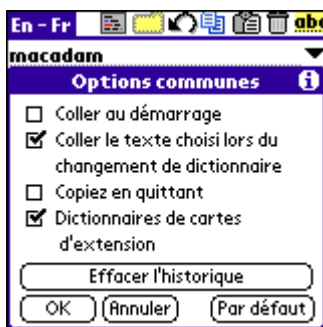 En - Fr
abc
macadam
Options communes
Coller au démarrage
Coller le texte choisi lors du
changement de dictionnaire
Copiez en quittant
Dictionnaires de cartes
d'extension
Effacer l'historique
OK Annuler Par défaut